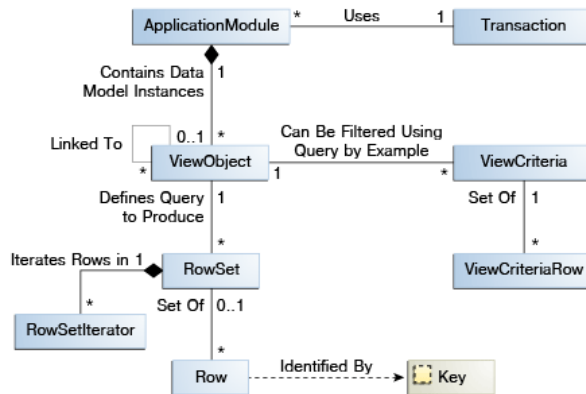 ApplicationModule
*
Uses
1
Transaction
Contains Data
Model Instances
1
Linked To
0..1
*
*
ViewObject
1
Can Be Filtered Using
Query by Example
*
ViewCriteria
Defines Query
to Produce
1
*
Set Of
1
*
ViewCriteriaRow
Iterates Rows in 1
*
RowSetIterator
RowSet
Set Of
0..1
*
Row
Identified By
Key